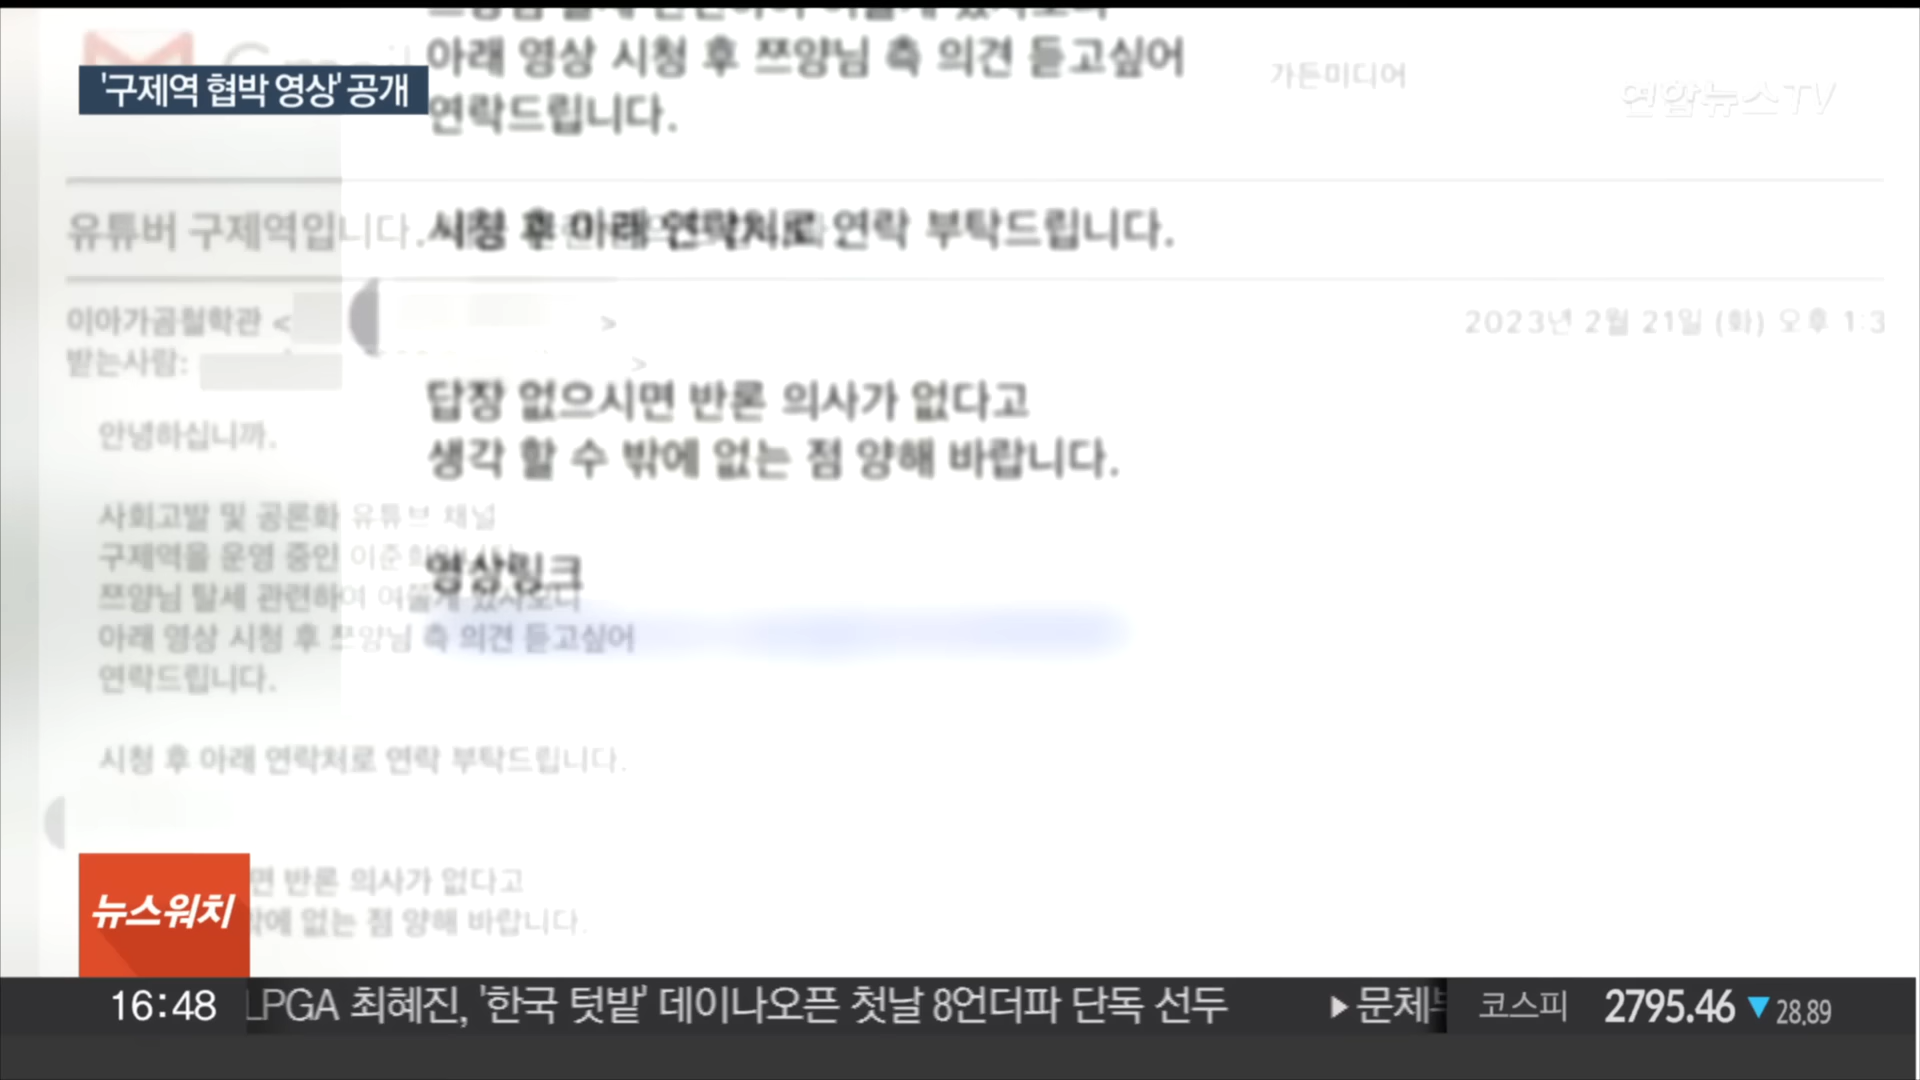 아래 영상 시청 후 쯔양님 측 의견 듣고싶어
연락드립니다.
가든미디어
연합뉴스TV
'구제역 협박 영상' 공개
유튜버 구제역입니다.
시청 후 아래 연락처로 연락 부탁드립니다.
이아가곰철학관 <
>
2023년 2월 21일 (화) 오후 1:3
받는사람:
>
답장 없으시면 반론 의사가 없다고
생각 할 수 밖에 없는 점 양해 바랍니다.
안녕하십니까.
사회고발 및 공론화 유튜브 채널
구제역을 운영 중인 이준희
영상링크
쯔양님 탈세 관련하여
아래 영상 시청 후 쯔양님 측 의견 듣고싶어
연락드립니다.
시청 후 아래 연락처로 연락 부탁드립니다.
면 반론 의사가 없다고
밖에 없는 점 양해 바랍니다.
뉴스워치
16:48 LPGA 최혜진, '한국 텃밭' 데이나오픈 첫날 8언더파 단독 선두 ▶문체부 코스피 2795.46 ▼28.89